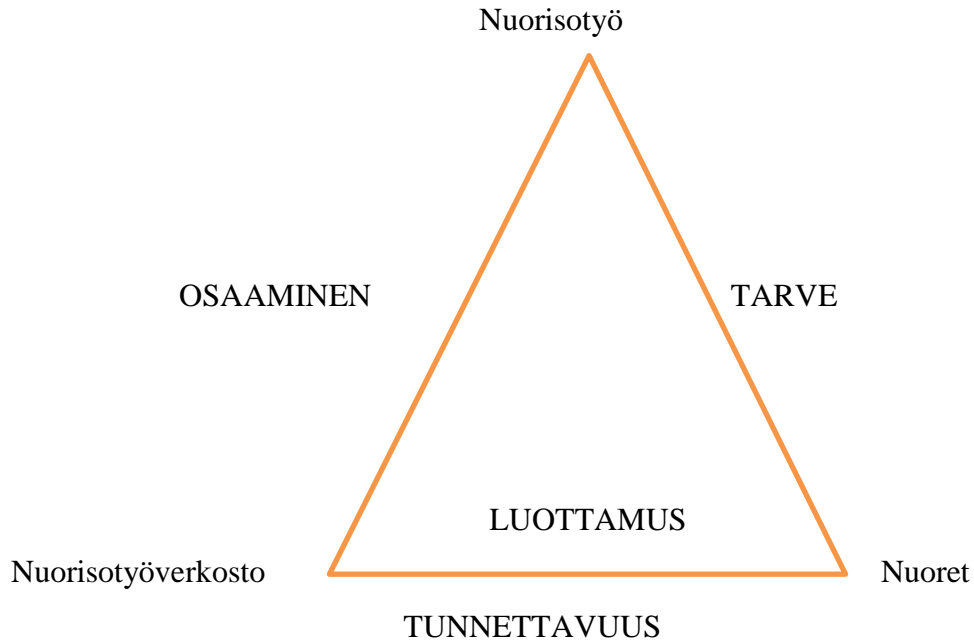 Nuorisotyö
OSAAMINEN
TARVE
LUOTTAMUS
Nuorisotyöverkosto
Nuoret
TUNNETTAVUUS